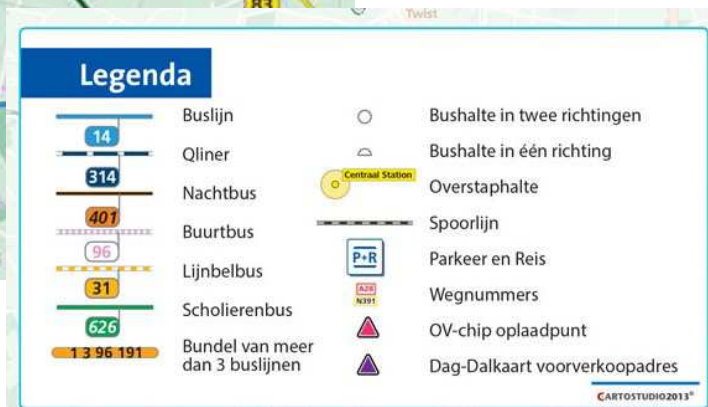 83
Twist
Legenda
Buslijn
14
Qliner
314
Nachtbus
401
Buurtbus
96
Lijnbelbus
31
Scholierenbus
626
1 3 96 191
Bundel van meer
dan 3 buslijnen
Bushalte in twee richtingen
Bushalte in één richting
Centraal Station
Overstaphalte
Spoorlijn
P+R
Parkeer en Reis
A28
N391
Wegnummers
OV-chip oplaadpunt
Dag-Dalkaart voorverkoopadres
CARTOSTUDIO2013®